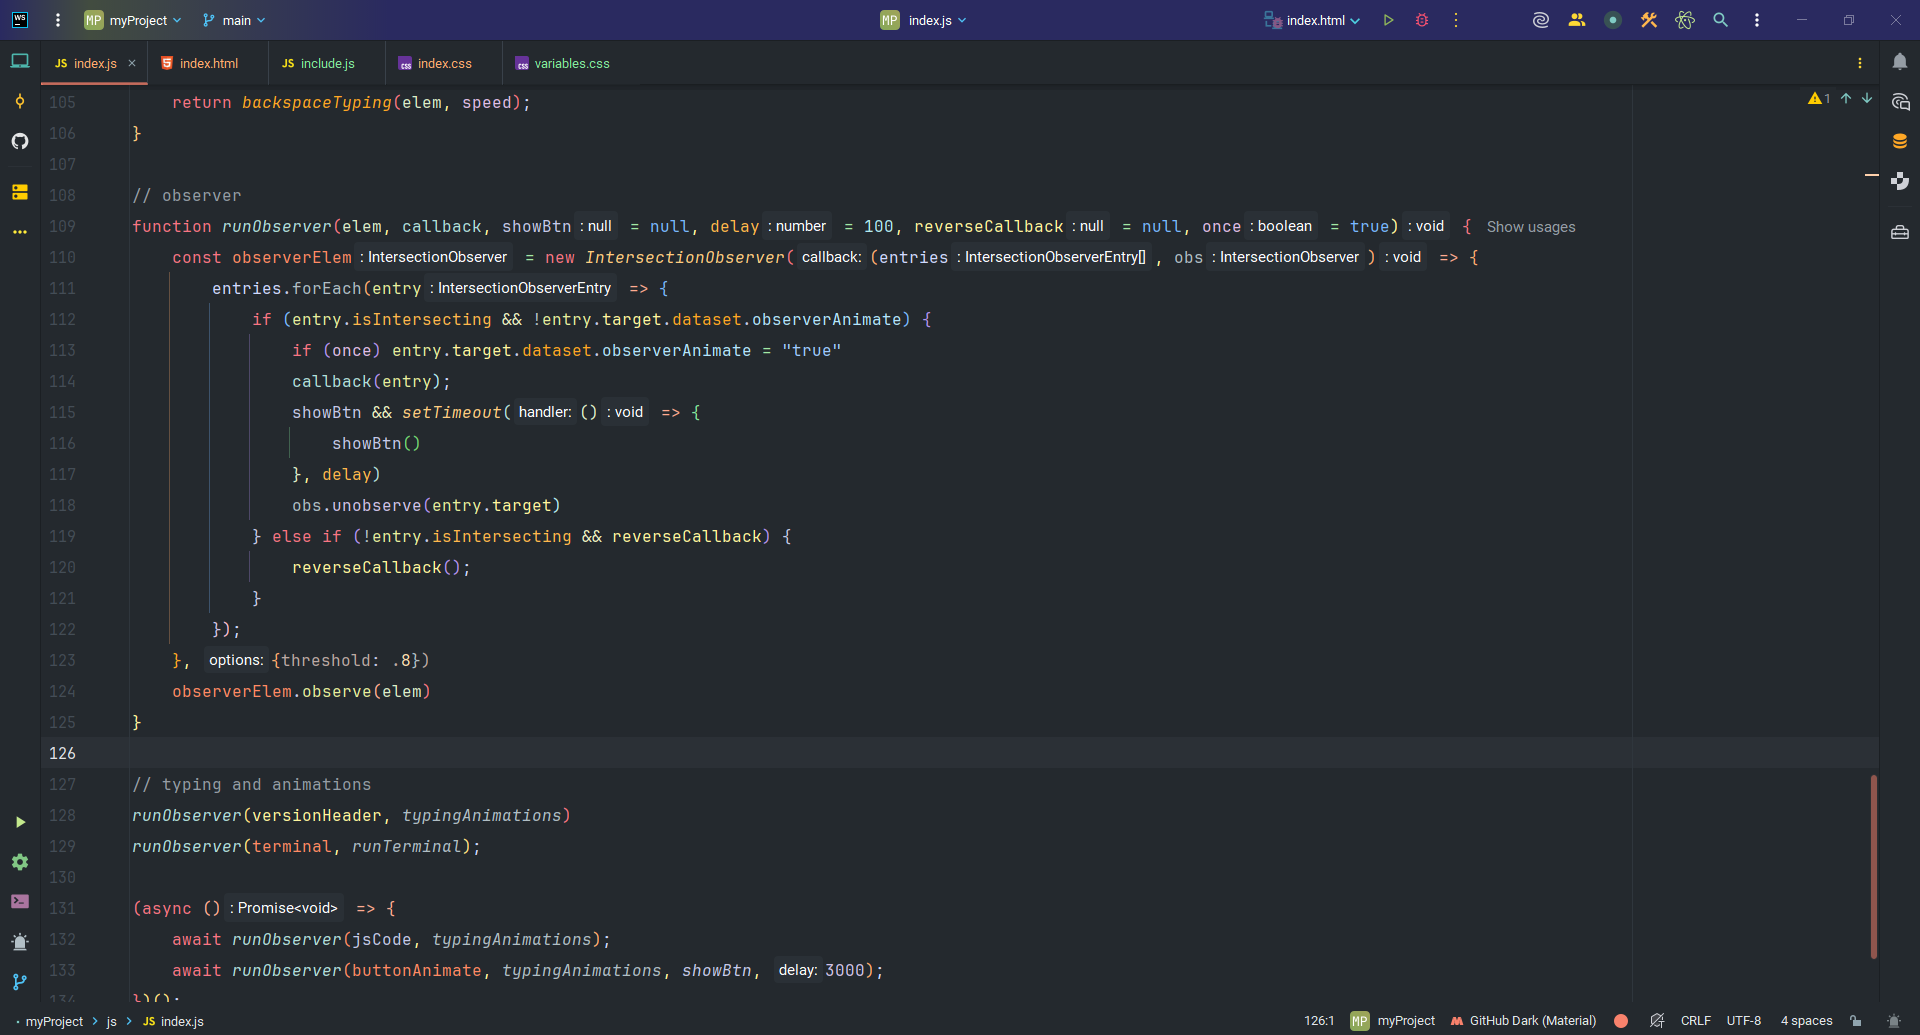 WS MP myProject main MP index.js index.html
JS index.js × index.html JS include.js CSS index.css CSS variables.css
105 return backspaceTyping(elem, speed); 1
106 }
107
108 // observer
109 function runObserver(elem, callback, showBtn : null = null, delay : number = 100, reverseCallback : null = null, once : boolean = true) : void { Show usages
110 const observerElem : IntersectionObserver = new IntersectionObserver( callback: (entries : IntersectionObserverEntry[] , obs : IntersectionObserver ) : void => {
111 entries.forEach(entry : IntersectionObserverEntry => {
112 if (entry.isIntersecting && !entry.target.dataset.observerAnimate) {
113 if (once) entry.target.dataset.observerAnimate = "true"
114 callback(entry);
115 showBtn && setTimeout( handler: () : void => {
116 showBtn()
117 }, delay)
118 obs.unobserve(entry.target)
119 } else if (!entry.isIntersecting && reverseCallback) {
120 reverseCallback();
121 }
122 });
123 }, options: {threshold: .8})
124 observerElem.observe(elem)
125 }
126
127 // typing and animations
128 runObserver(versionHeader, typingAnimations)
129 runObserver(terminal, runTerminal);
130
131 (async () : Promise<void> => {
132 await runObserver(jsCode, typingAnimations);
133 await runObserver(buttonAnimate, typingAnimations, showBtn, delay: 3000);
134 })();
myProject > js > JS index.js 126:1 MP myProject GitHub Dark (Material) CRLF UTF-8 4 spaces